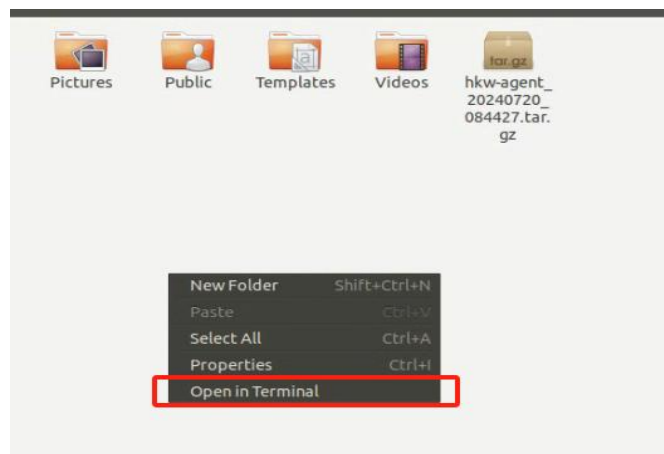 tar.gz
Pictures
Public
Templates
Videos
hkw-agent_
20240720_
084427.tar.
gz
New Folder Shift+Ctrl+N
Paste Ctrl+V
Select All Ctrl+A
Properties Ctrl+I
Open in Terminal